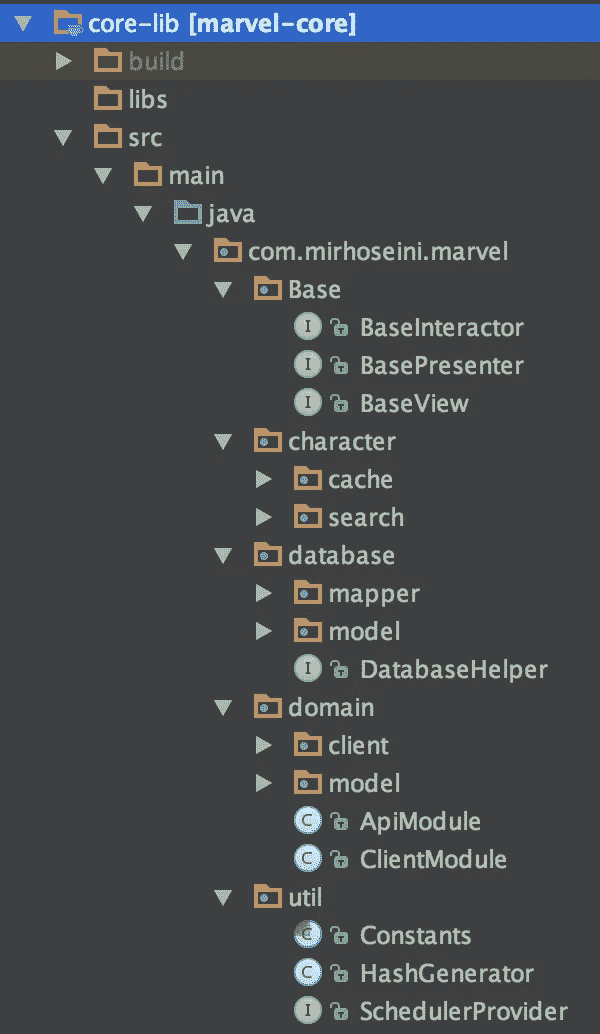 core-lib [marvel-core]
build
libs
src
main
java
com.mirhoseini.marvel
Base
I BaseInteractor
I BasePresenter
I BaseView
character
cache
search
database
mapper
model
I DatabaseHelper
domain
client
model
C ApiModule
C ClientModule
util
C Constants
C HashGenerator
I SchedulerProvider